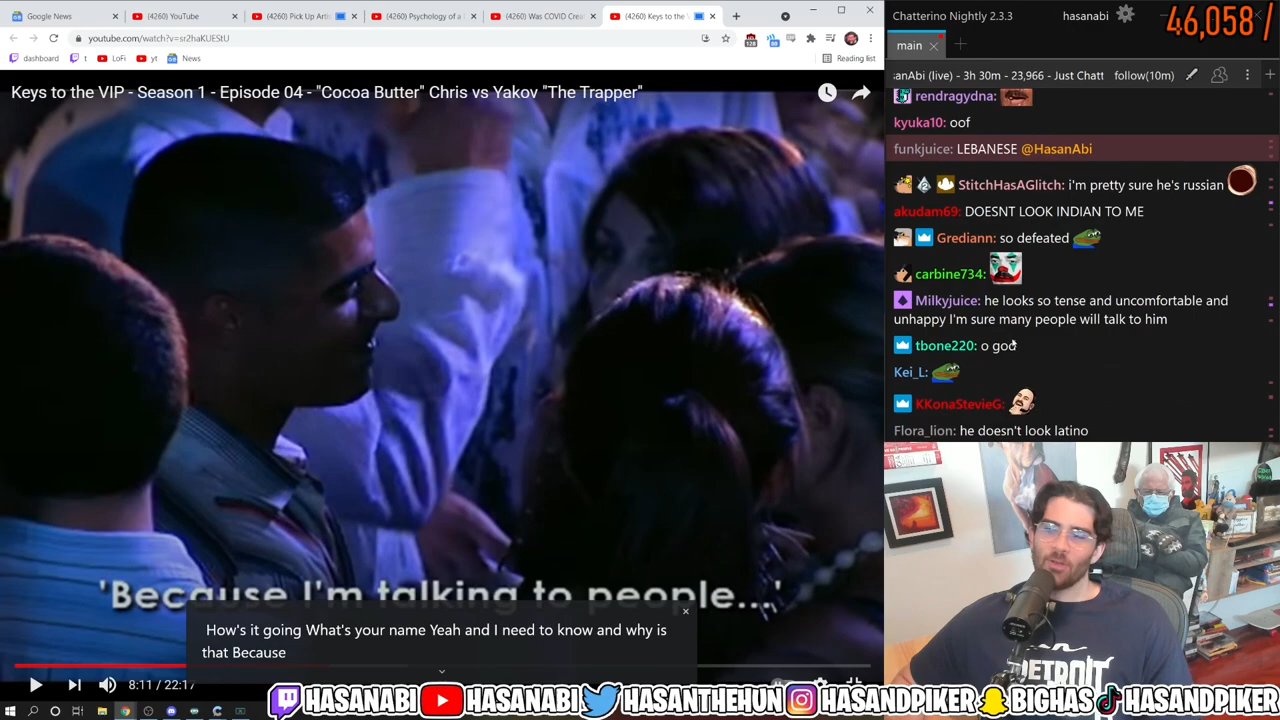 Google News
(4260) YouTube
(4260) Pick Up Arti
(4260) Psychology of a
(4260) Was COVID Crea
(4260) Keys to the V
youtube.com/watch?v=sr2haKUEStU
dashboard
t
LoFi
yt
News
Reading list
Keys to the VIP - Season 1 - Episode 04 - "Cocoa Butter" Chris vs Yakov "The Trapper"
'Because I'm talking to people...'
How's it going What's your name Yeah and I need to know and why is
that Because
8:11 / 22:17
Chatterino Nightly 2.3.3
hasanabi
46,058 /
main
sanAbi (live) - 3h 30m - 23,966 - Just Chatt
follow(10m)
rendragydna:
kyuka10: oof
funkjuice: LEBANESE @HasanAbi
StitchHasAGlitch: i'm pretty sure he's russian
akudam69: DOESNT LOOK INDIAN TO ME
Grediann: so defeated
carbine734:
Milkyjuice: he looks so tense and uncomfortable and
unhappy I'm sure many people will talk to him
tbone220: o god
Kei_L:
KKonaStevieG:
Flora_lion: he doesn't look latino
DETROIT
HASANABI HASANABI HASANTHEHUN HASANDPIKER BIGHAS HASANDPIKER